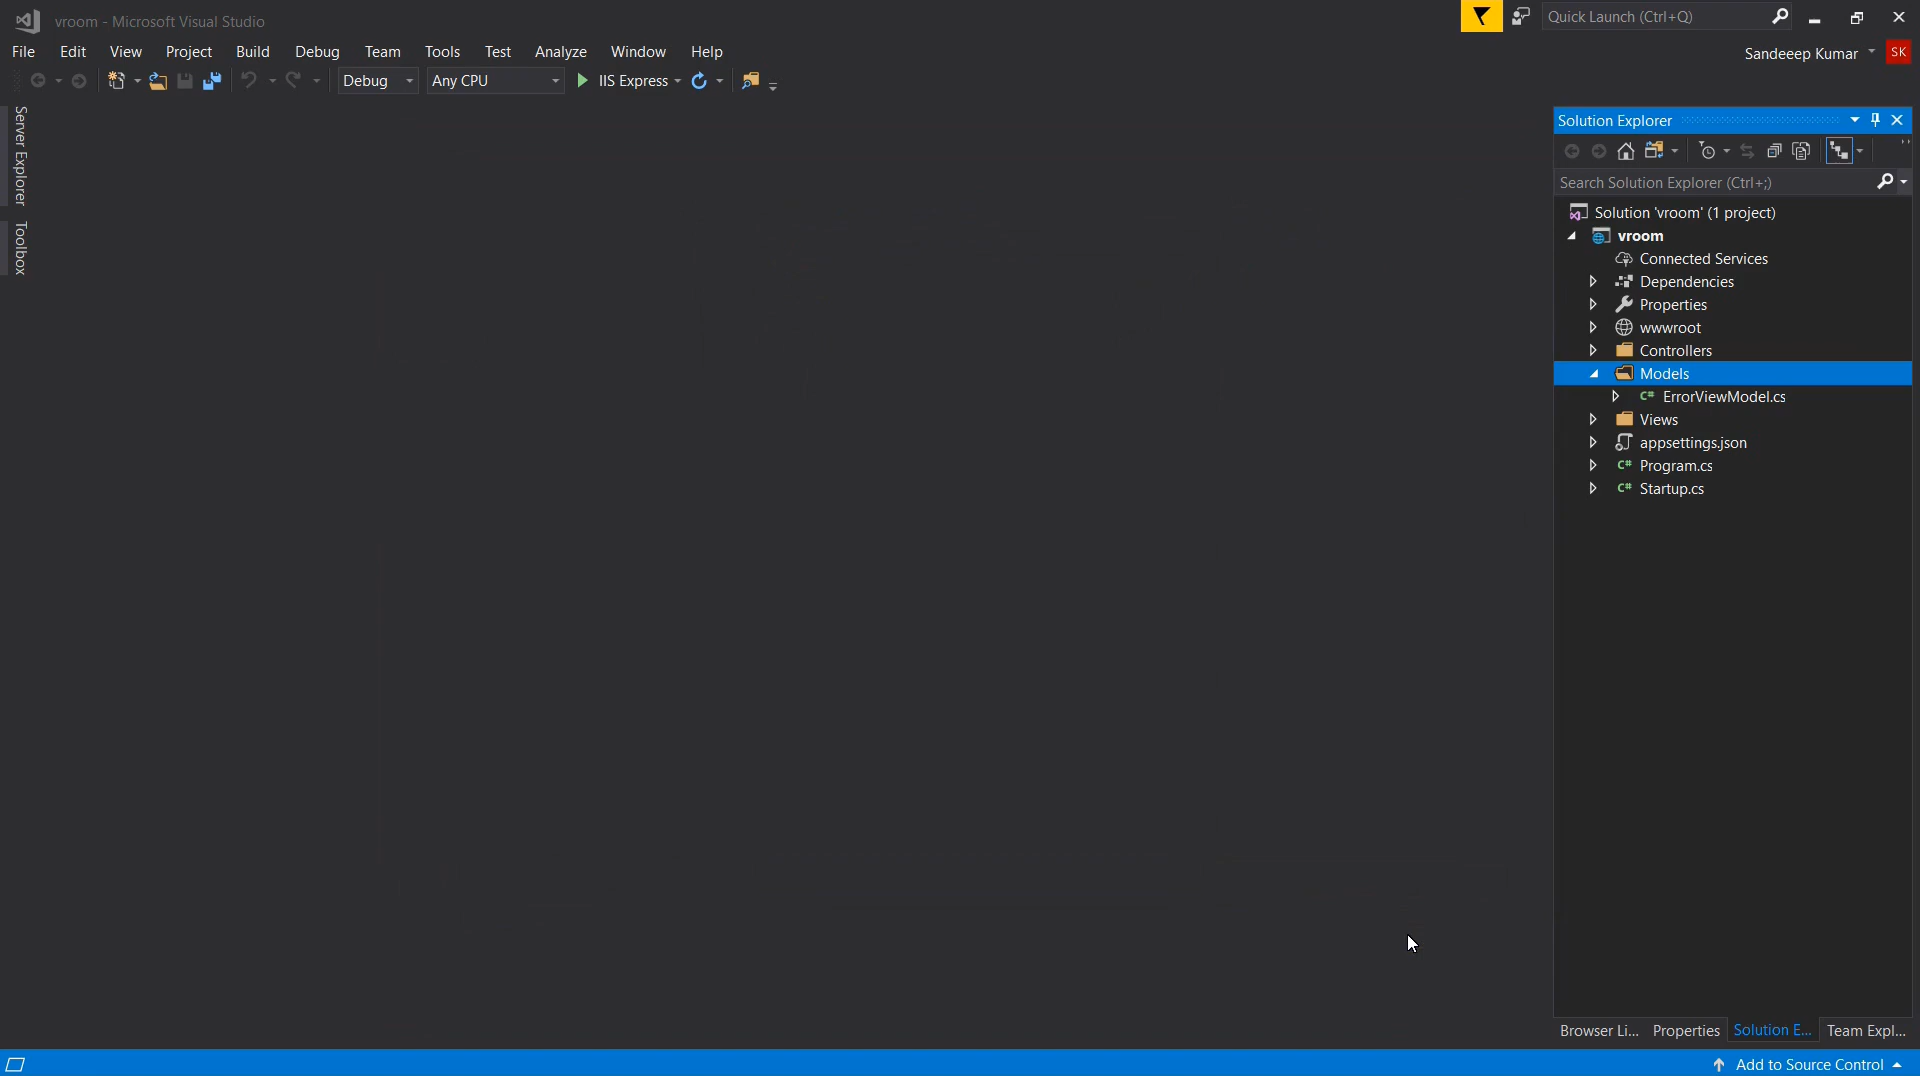 vroom - Microsoft Visual Studio
Quick Launch (Ctrl+Q)
File Edit View Project Build Debug Team Tools Test Analyze Window Help
Sandeeep Kumar SK
Debug Any CPU IIS Express
Server Explorer
Toolbox
Solution Explorer
Search Solution Explorer (Ctrl+;)
Solution 'vroom' (1 project)
vroom
Connected Services
Dependencies
Properties
wwwroot
Controllers
Models
C# ErrorViewModel.cs
Views
appsettings.json
C# Program.cs
C# Startup.cs
Browser Li... Properties Solution E... Team Expl...
Add to Source Control